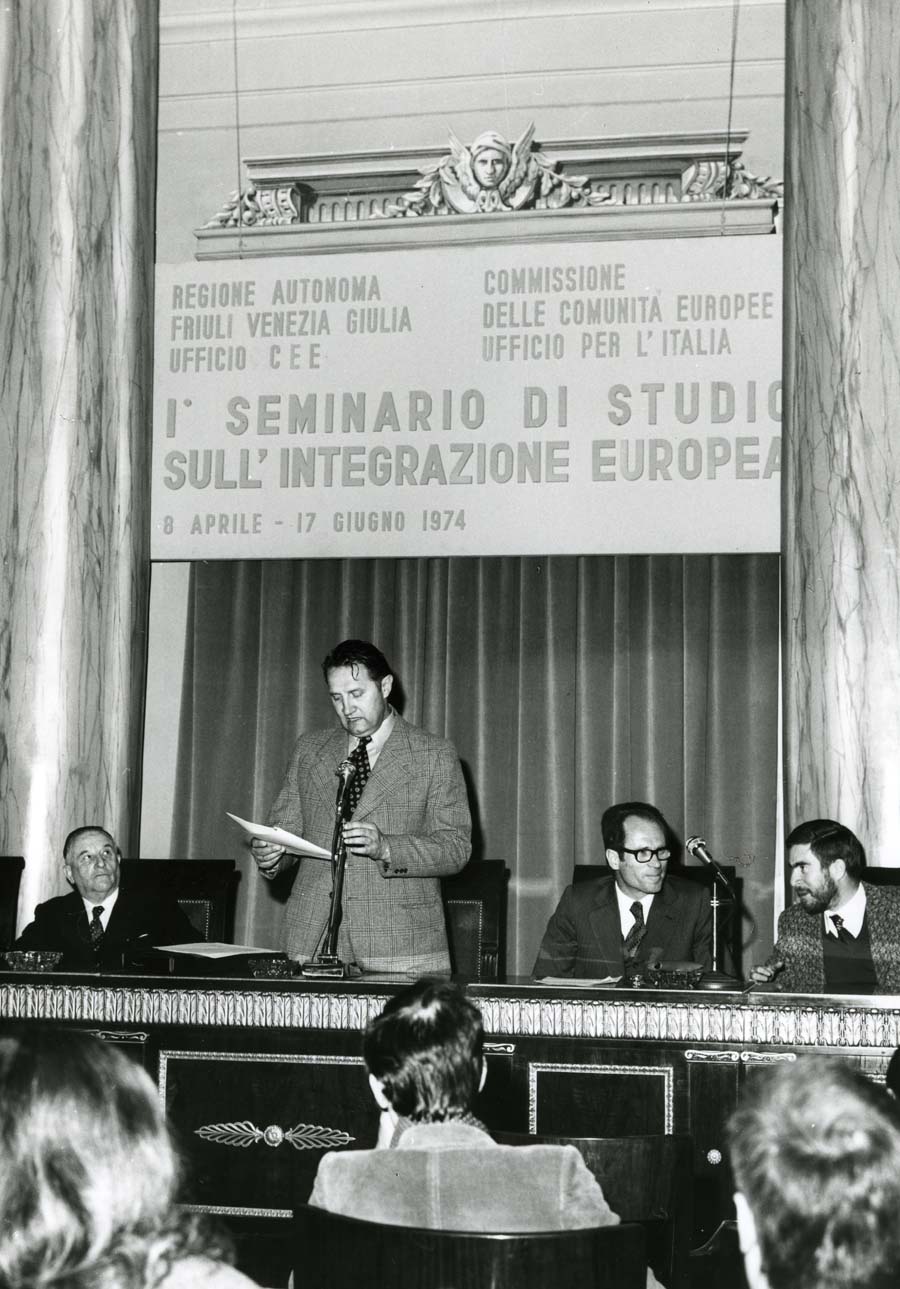 REGIONE AUTONOMA
FRIULI VENEZIA GIULIA
UFFICIO CEE
COMMISSIONE
DELLE COMUNITÀ EUROPEE
UFFICIO PER L'ITALIA
I° SEMINARIO DI STUDIO
SULL'INTEGRAZIONE EUROPEA
8 APRILE - 17 GIUGNO 1974